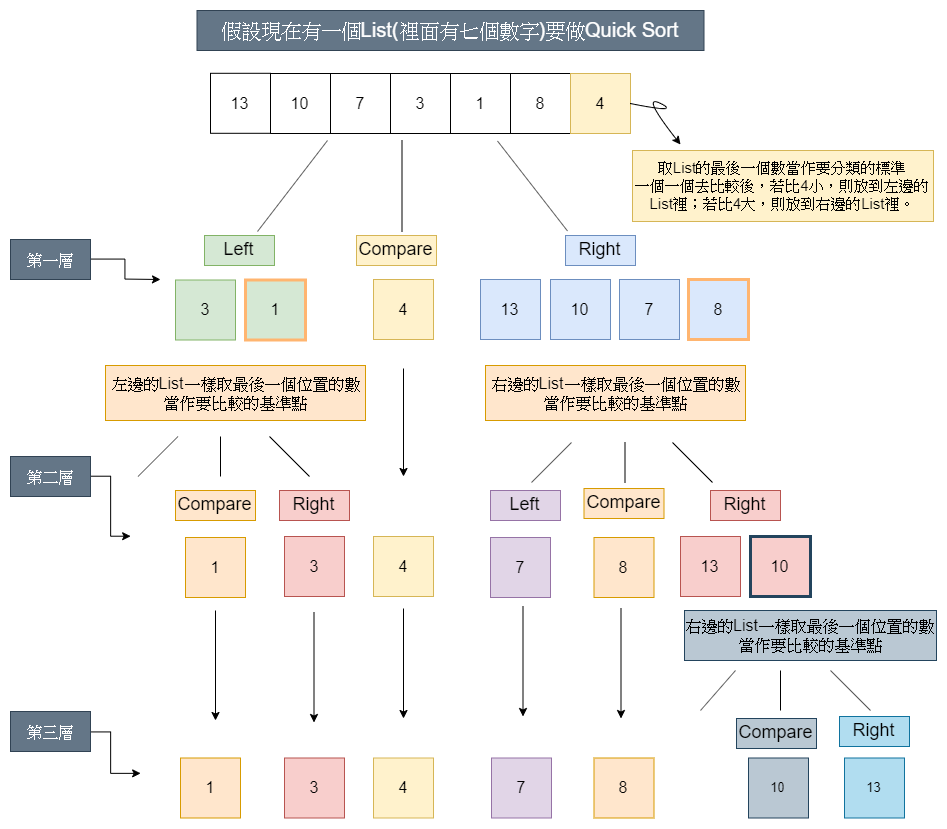 假設現在有一個List(裡面有七個數字)要做Quick Sort
13 10 7 3 1 8 4
取List的最後一個數當作要分類的標準
一個一個去比較後，若比4小，則放到左邊的
List裡；若比4大，則放到右邊的List裡。
Left Compare Right
第一層
3 1 4 13 10 7 8
左邊的List一樣取最後一個位置的數
當作要比較的基準點
右邊的List一樣取最後一個位置的數
當作要比較的基準點
第二層
Compare Right Left Compare Right
1 3 4 7 8 13 10
右邊的List一樣取最後一個位置的數
當作要比較的基準點
第三層
Compare Right
1 3 4 7 8 10 13